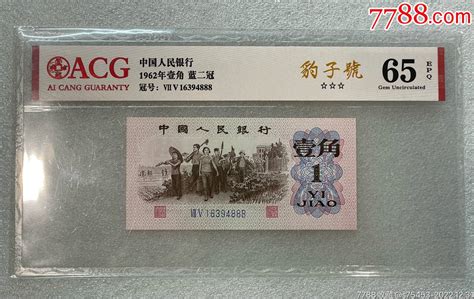 7788.com
ACG
AI CANG GUARANTY
中国人民银行
1962年壹角 蓝二冠
冠号: VII V 16394888
豹子號
☆☆☆
65 EPQ
Gem Uncirculated
中國人民銀行
壹角
1
YI
JIAO
VII V 16394888